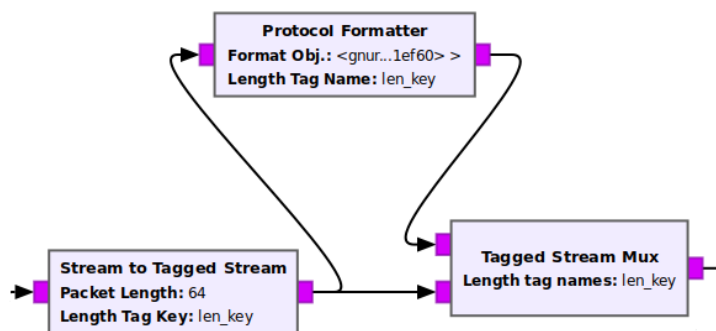 Protocol Formatter
Format Obj.: <gnur...1ef60> >
Length Tag Name: len_key
Stream to Tagged Stream
Packet Length: 64
Length Tag Key: len_key
Tagged Stream Mux
Length tag names: len_key